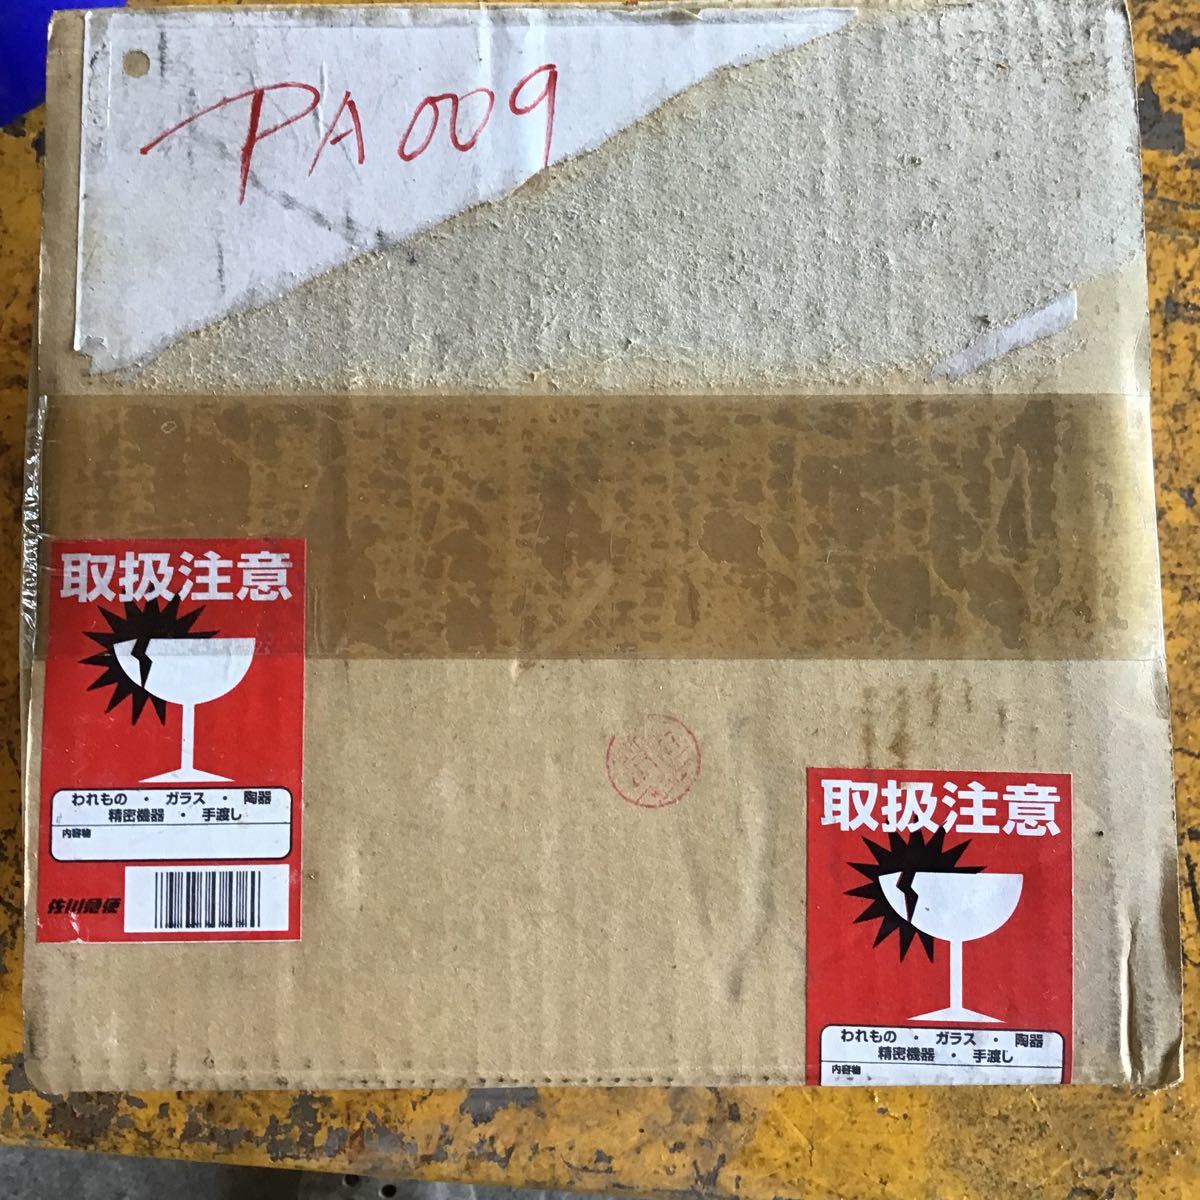 PA009
取扱注意
われもの ・ ガラス ・ 陶器
精密機器 ・ 手渡し
内容物
佐川急便
取扱注意
われもの ・ ガラス ・ 陶器
精密機器 ・ 手渡し
内容物